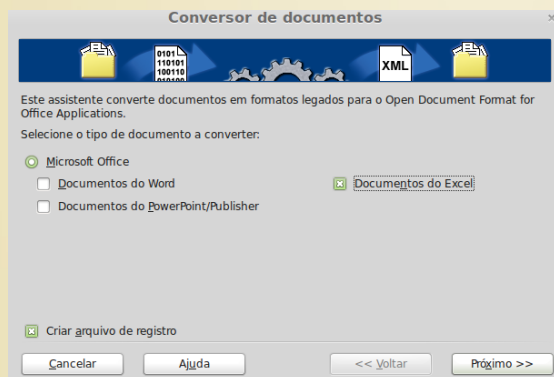 Conversor de documentos
0101
110101
100110
010100
XML
Este assistente converte documentos em formatos legados para o Open Document Format for
Office Applications.
Selecione o tipo de documento a converter:
Microsoft Office
Documentos do Word
Documentos do Excel
Documentos do PowerPoint/Publisher
Criar arquivo de registro
Cancelar
Ajuda
<< Voltar
Próximo >>